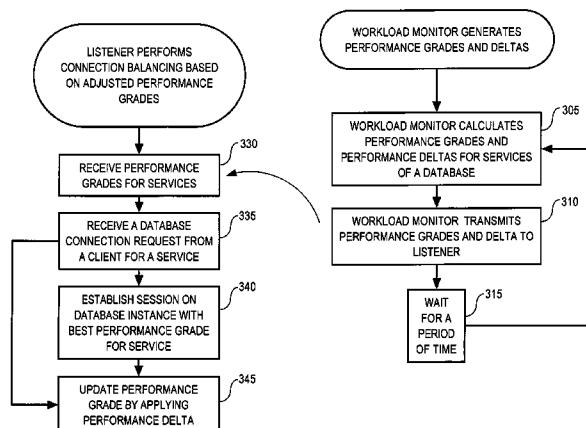 LISTENER PERFORMS
CONNECTION BALANCING BASED
ON ADJUSTED PERFORMANCE
GRADES
330
RECEIVE PERFORMANCE
GRADES FOR SERVICES
335
RECEIVE A DATABASE
CONNECTION REQUEST FROM
A CLIENT FOR A SERVICE
340
ESTABLISH SESSION ON
DATABASE INSTANCE WITH
BEST PERFORMANCE GRADE
FOR SERVICE
345
UPDATE PERFORMANCE
GRADE BY APPLYING
PERFORMANCE DELTA
WORKLOAD MONITOR GENERATES
PERFORMANCE GRADES AND DELTAS
305
WORKLOAD MONITOR CALCULATES
PERFORMANCE GRADES AND
PERFORMANCE DELTAS FOR SERVICES
OF A DATABASE
310
WORKLOAD MONITOR TRANSMITS
PERFORMANCE GRADES AND DELTA TO
LISTENER
315
WAIT
FOR A
PERIOD
OF TIME